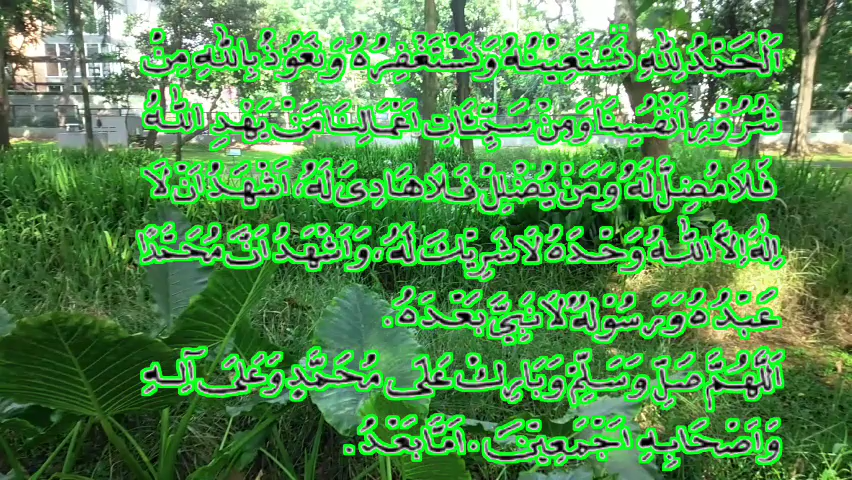 اَلْحَمْدُ لِلّٰهِ نَسْتَعِيْنُهُ وَنَسْتَغْفِرُهُ وَنَعُوْذُ بِاللّٰهِ مِنْ
شُرُوْرِ اَنْفُسِنَا وَمِنْ سَيِّئَاتِ اَعْمَالِنَا مَنْ يَهْدِ اللّٰهُ
فَلَا مُضِلَّ لَهُ وَمَنْ يُضْلِلْ فَلَا هَادِىَ لَهُ، اَشْهَدُ اَنْ لَا
اِلٰهَ اِلَّا اللّٰهُ وَحْدَهُ لَا شَرِيْكَ لَهُ، وَاَشْهَدُ اَنَّ مُحَمَّدًا
عَبْدُهُ وَرَسُوْلُهُ لَا نَبِيَّ بَعْدَهُ.
اَللّٰهُمَّ صَلِّ وَسَلِّمْ وَبَارِكْ عَلَى مُحَمَّدٍ وَعَلَى آلِهِ
وَاَصْحَابِهِ اَجْمَعِيْنَ. اَمَّا بَعْدُ.